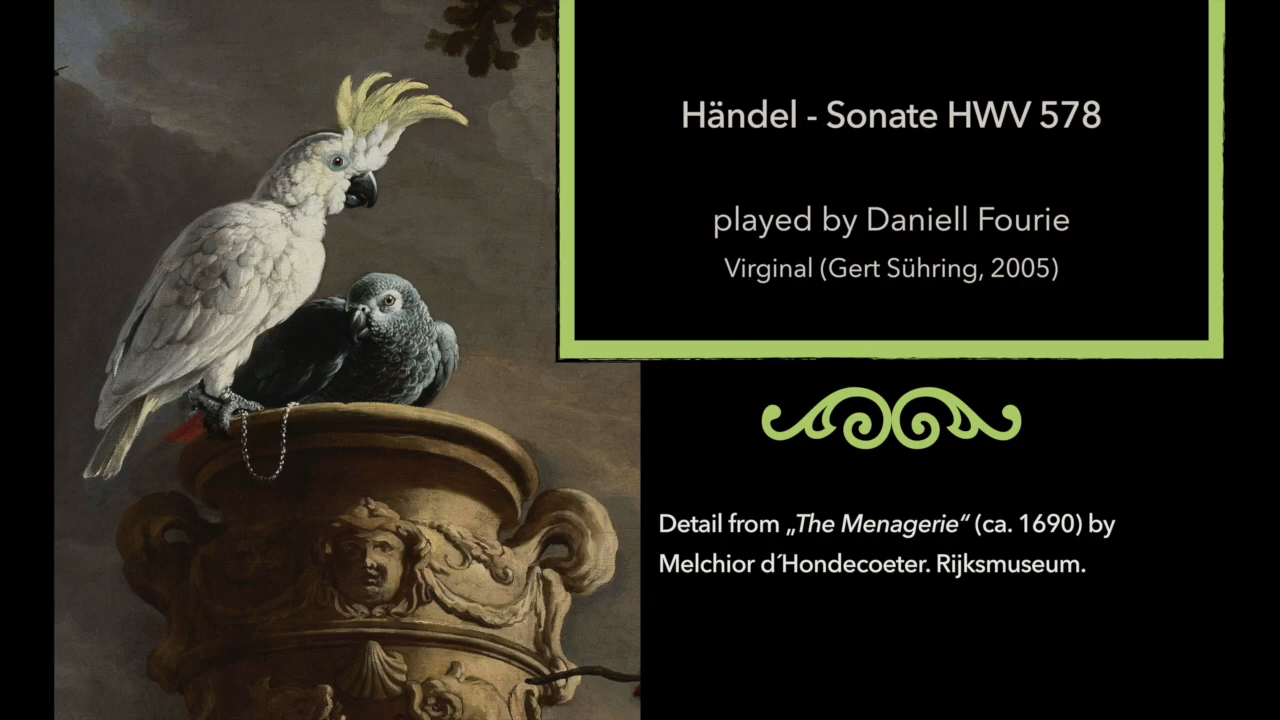 Händel - Sonate HWV 578
played by Daniell Fourie
Virginal (Gert Sühring, 2005)
Detail from „The Menagerie“ (ca. 1690) by
Melchior d´Hondecoeter. Rijksmuseum.